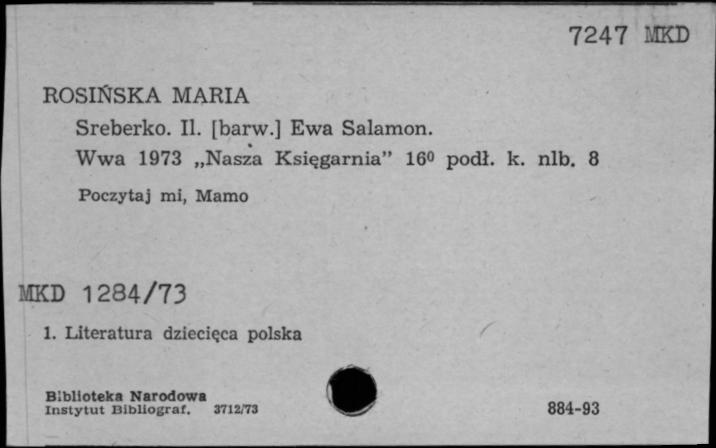 7247 MKD
ROSIŃSKA MARIA
Sreberko. Il. [barw.] Ewa Salamon.
Wwa 1973 „Nasza Księgarnia” 16⁰ podł. k. nlb. 8
Poczytaj mi, Mamo
MKD 1284/73
1. Literatura dziecięca polska
Biblioteka Narodowa
Instytut Bibliograf. 3712/73
884-93